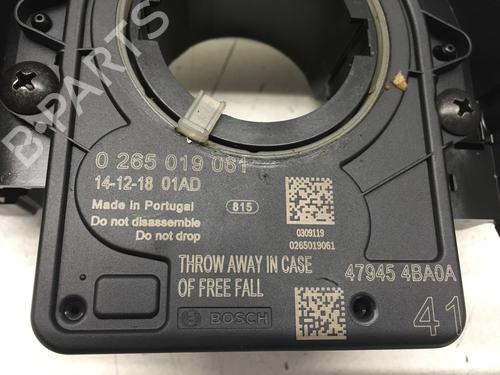 B-PARTS
0 265 019 061
14-12-18 01AD
Made in Portugal
815
Do not disassemble
Do not drop
0309119
0265019061
THROW AWAY IN CASE
OF FREE FALL
47945 4BA0A
BOSCH
41